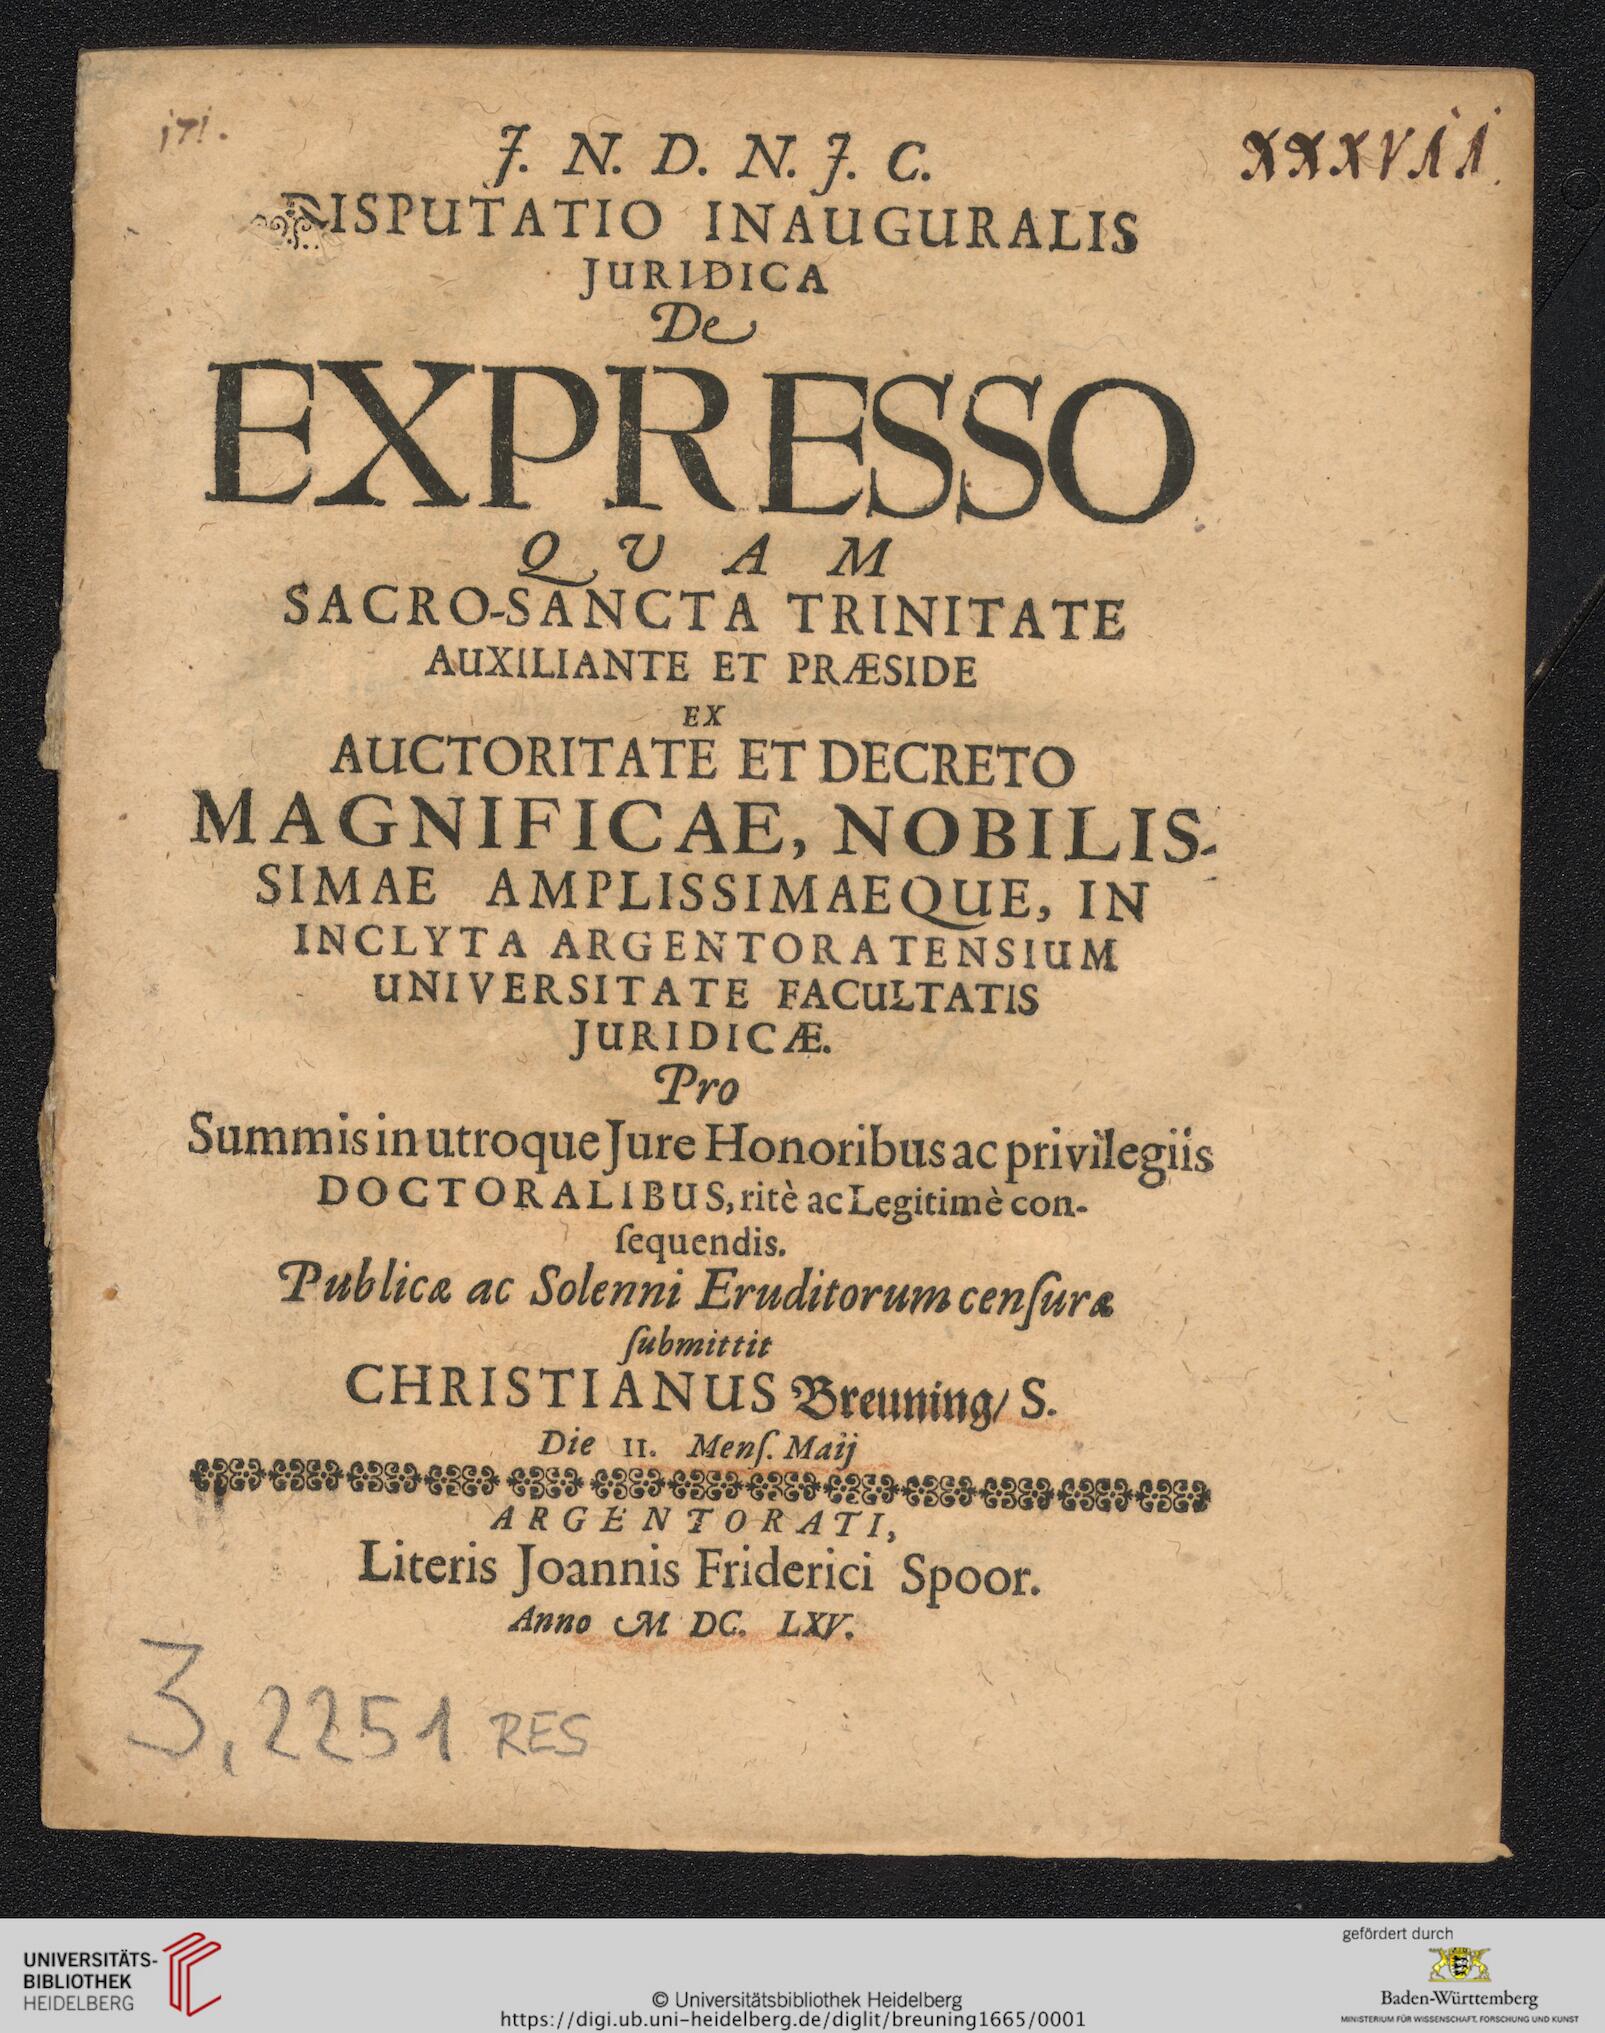 171.
XXXVII.
J. N. D. N. J. C.
DISPUTATIO INAUGURALIS
JURIDICA
De
EXPRESSO
QVAM
SACRO-SANCTA TRINITATE
AUXILIANTE ET PRÆSIDE
EX
AUCTORITATE ET DECRETO
MAGNIFICAE, NOBILIS-
SIMAE AMPLISSIMAEQUE, IN
INCLYTA ARGENTORATENSIUM
UNIVERSITATE FACULTATIS
JURIDICÆ.
Pro
Summis in utroque Jure Honoribus ac privilegiis
DOCTORALIBUS, ritè ac Legitimè con-
ſequendis.
Publicæ ac Solenni Eruditorum cenſuræ
ſubmittit
CHRISTIANUS Breuning/ S.
Die 11. Menſ. Maij
ARGENTORATI,
Literis Joannis Friderici Spoor.
Anno M DC. LXV.
3,2251 RES
UNIVERSITÄTS-
BIBLIOTHEK
HEIDELBERG
© Universitätsbibliothek Heidelberg
https://digi.ub.uni-heidelberg.de/diglit/breuning1665/0001
gefördert durch
Baden-Württemberg
MINISTERIUM FÜR WISSENSCHAFT, FORSCHUNG UND KUNST